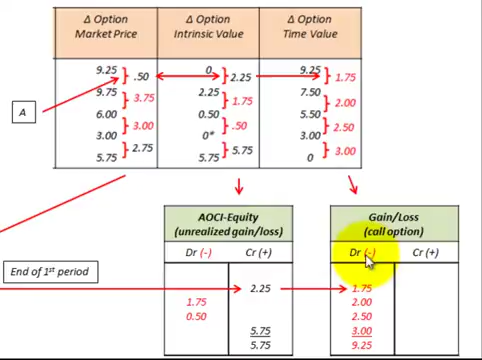 Δ Option Market Price
Δ Option Intrinsic Value
Δ Option Time Value
9.25 .50 0 2.25 9.25 1.75
9.75 3.75 2.25 1.75 7.50 2.00
6.00 3.00 0.50 .50 5.50 2.50
3.00 2.75 0* 5.75 3.00 3.00
5.75 5.75 0
A
AOCI-Equity
(unrealized gain/loss)
Dr (-) Cr (+)
Gain/Loss
(call option)
Dr (-) Cr (+)
End of 1st period
2.25 1.75
1.75 2.00
0.50 2.50
5.75 3.00
5.75 9.25